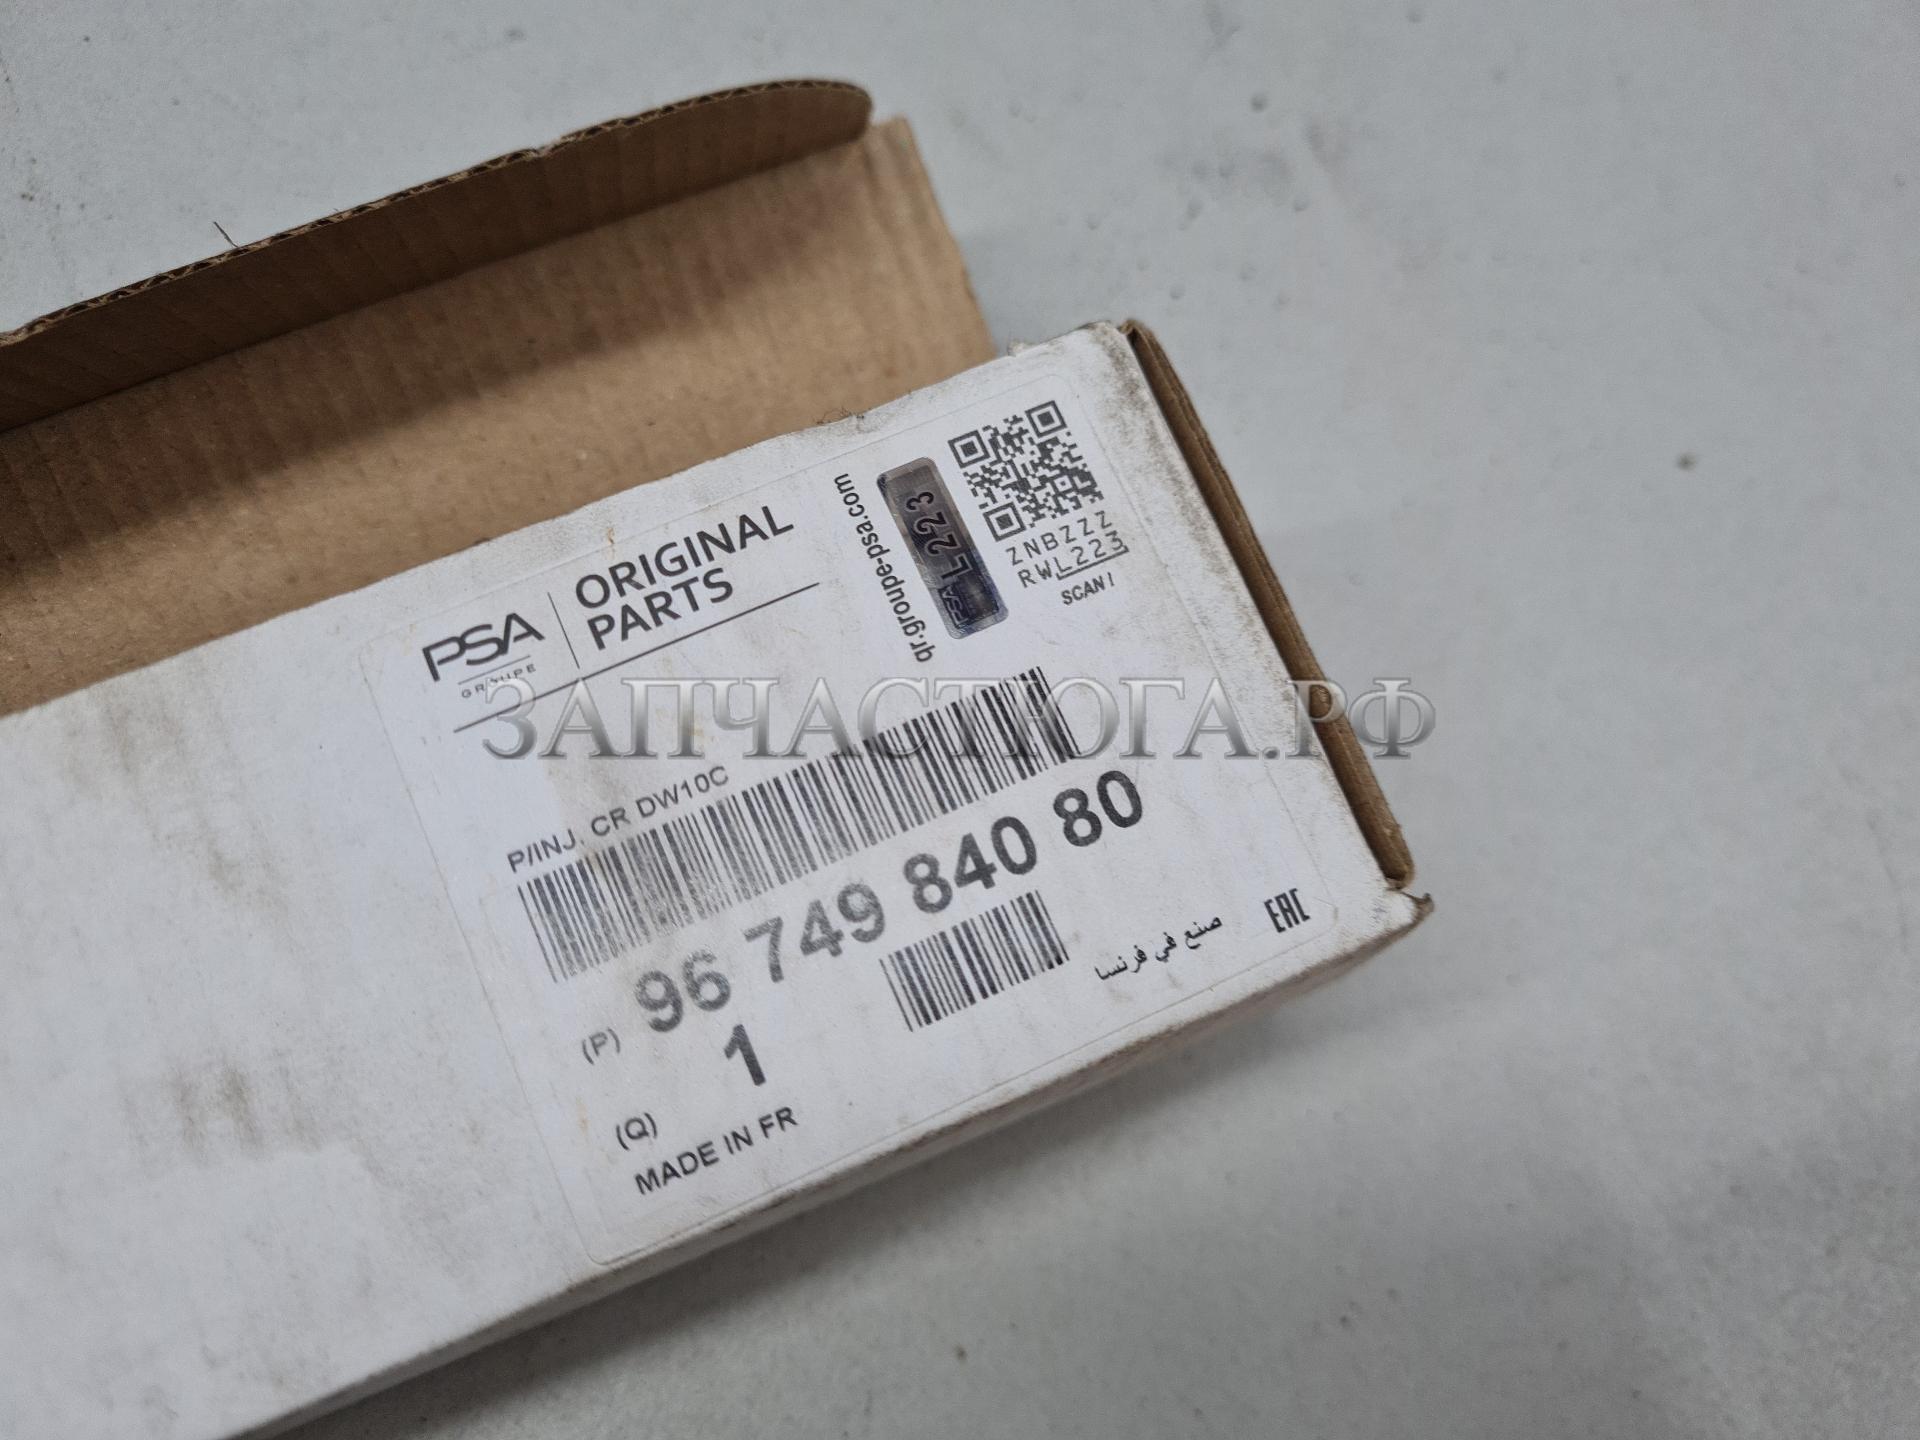 PSA
GROUPE
ORIGINAL
PARTS
qr.groupe-psa.com
PSA L223
ZNBZZZ
RWL223
SCAN!
ЗАПЧАСТЮГА.РФ
P/INJ. CR DW10C
(P) 96 749 840 80
(Q) 1
MADE IN FR
صنع في فرنسا
EAC